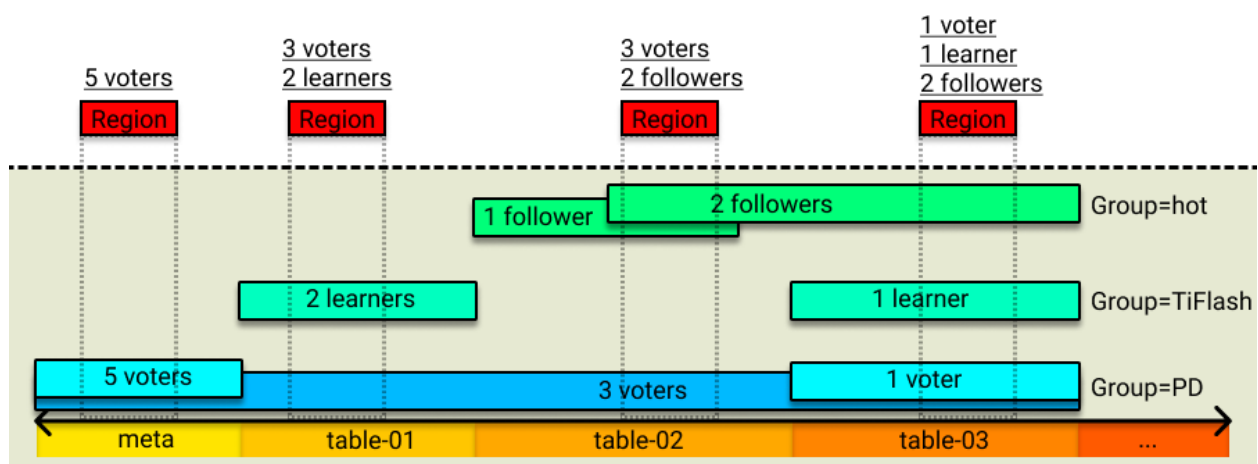 5 voters
3 voters
2 learners
3 voters
2 followers
1 voter
1 learner
2 followers
Region
Region
Region
Region
1 follower
2 followers
Group=hot
2 learners
1 learner
Group=TiFlash
5 voters
3 voters
1 voter
Group=PD
meta
table-01
table-02
table-03
...